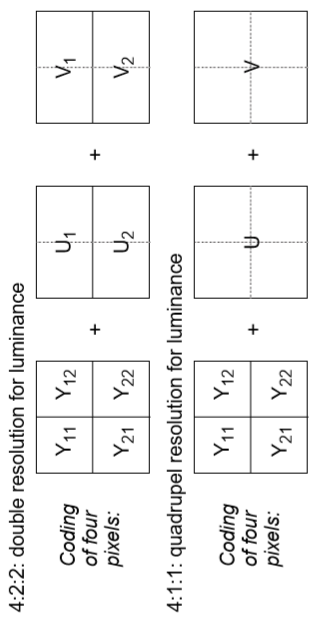 4:2:2: double resolution for luminance
Coding
of four
pixels:
Y11 Y12 + U1 + V1
Y21 Y22 U2 V2
4:1:1: quadrupel resolution for luminance
Coding
of four
pixels:
Y11 Y12 + U + V
Y21 Y22